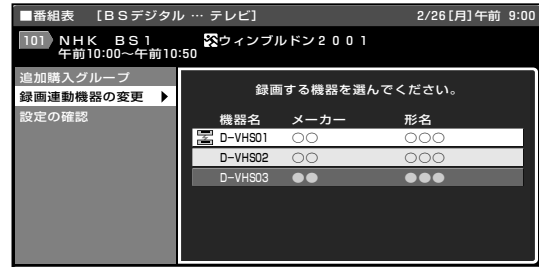 ■番組表 [BSデジタル … テレビ] 2/26[月]午前 9:00
101 NHK BS1 ウィンブルドン2001
午前10:00~午前10:50
追加購入グループ
録画連動機器の変更 ▶
設定の確認
録画する機器を選んでください。
機器名 メーカー 形名
D-VHS01 ○○ ○○○
D-VHS02 ○○ ○○○
D-VHS03 ●● ●●●